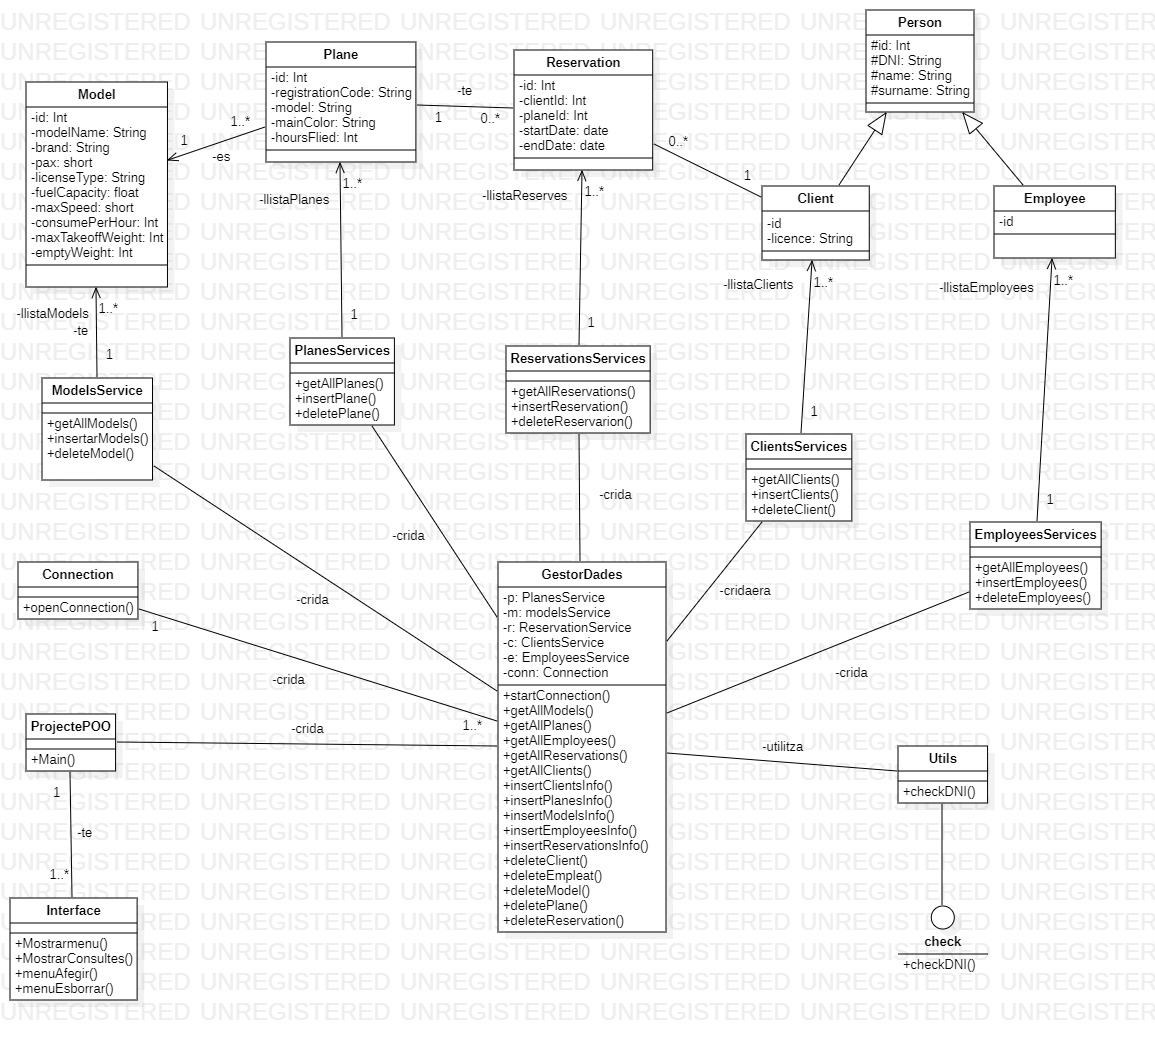 Person
#id: Int
#DNI: String
#name: String
#surname: String
Plane
-id: Int
-registrationCode: String
-model: String
-mainColor: String
-hoursFlied: Int
Reservation
-id: Int
-clientId: Int
-planeId: Int
-startDate: date
-endDate: date
Model
-id: Int
-modelName: String
-brand: String
-pax: short
-licenseType: String
-fuelCapacity: float
-maxSpeed: short
-consumePerHour: Int
-maxTakeoffWeight: Int
-emptyWeight: Int
-te
1
0..*
1..*
1
-es
0..*
1
Client
-id
-licence: String
Employee
-id
-llistaPlanes
1..*
1
-llistaReserves
1..*
1
-llistaClients
1..*
1
-llistaEmployees
1..*
1
-llistaModels
1..*
-te
1
ModelsService
+getAllModels()
+insertarModels()
+deleteModel()
PlanesServices
+getAllPlanes()
+insertPlane()
+deletePlane()
ReservationsServices
+getAllReservations()
+insertReservation()
+deleteReservarion()
ClientsServices
+getAllClients()
+insertClients()
+deleteClient()
EmployeesServices
+getAllEmployees()
+insertEmployees()
+deleteEmployees()
-crida
-crida
-crida
-cridaera
-crida
Connection
+openConnection()
1
-crida
1..*
GestorDades
-p: PlanesService
-m: modelsService
-r: ReservationService
-c: ClientsService
-e: EmployeesService
-conn: Connection
+startConnection()
+getAllModels()
+getAllPlanes()
+getAllEmployees()
+getAllReservations()
+getAllClients()
+insertClientsInfo()
+insertPlanesInfo()
+insertModelsInfo()
+insertEmployeesInfo()
+insertReservationsInfo()
+deleteClient()
+deleteEmpleat()
+deleteModel()
+deletePlane()
+deleteReservation()
ProjectePOO
+Main()
-crida
1
-te
1..*
Interface
+Mostrarmenu()
+MostrarConsultes()
+menuAfegir()
+menuEsborrar()
-utilitza
Utils
+checkDNI()
check
+checkDNI()
UNREGISTERED